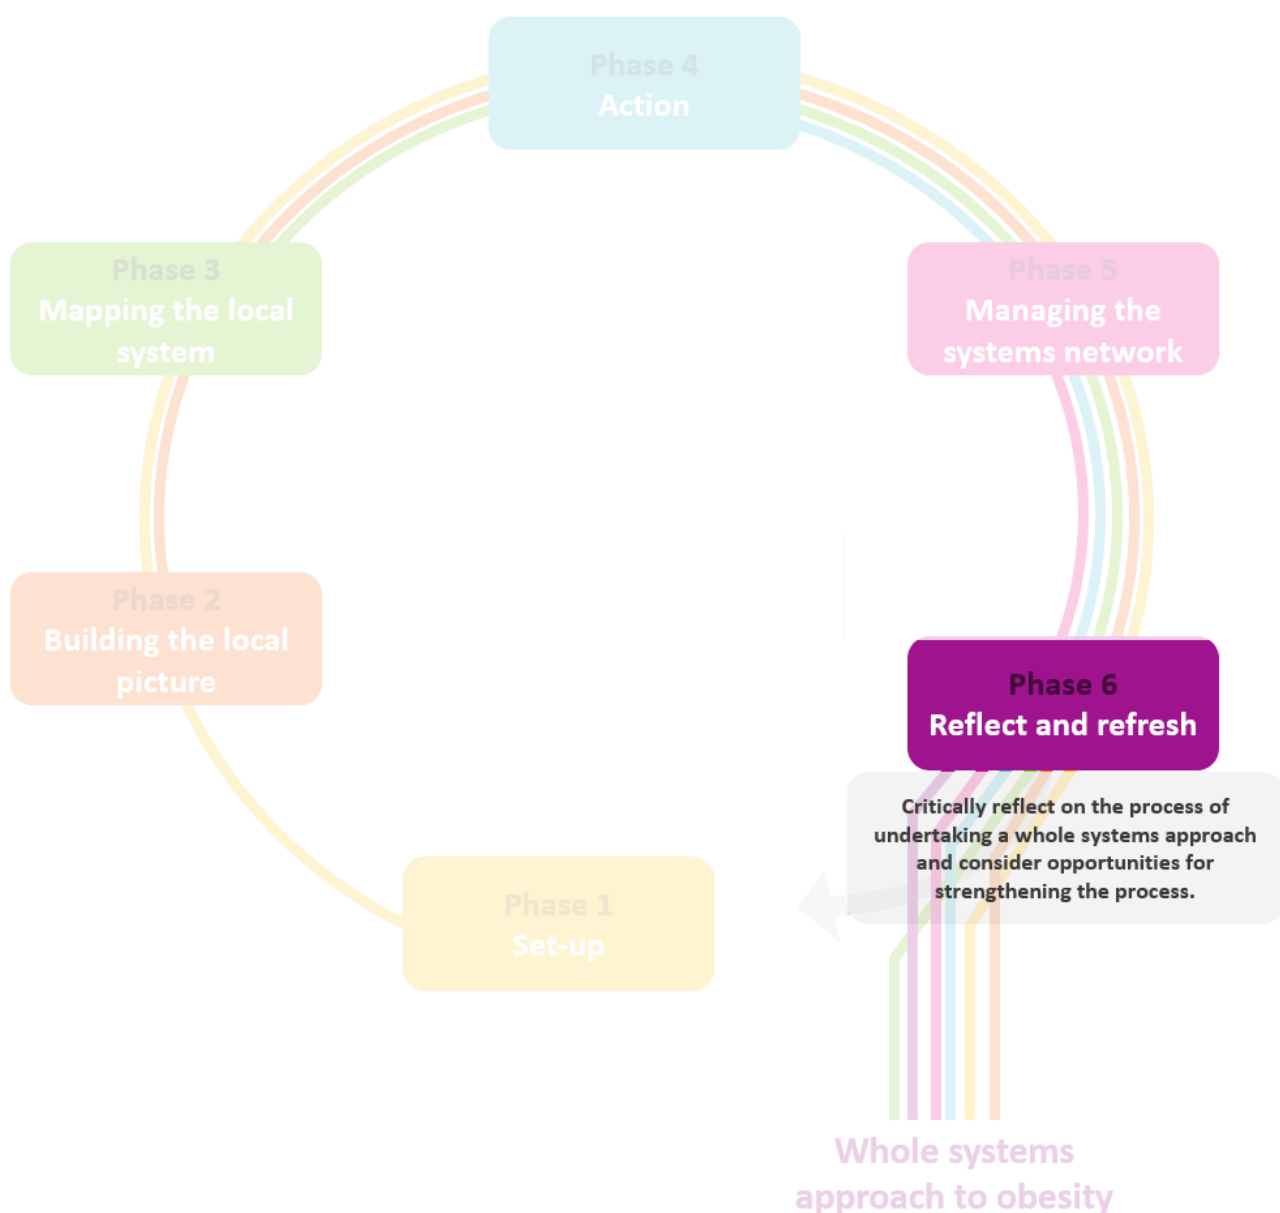 Phase 4
Action
Phase 3
Mapping the local
system
Phase 5
Managing the
systems network
Phase 2
Building the local
picture
Phase 6
Reflect and refresh
Critically reflect on the process of
undertaking a whole systems approach
and consider opportunities for
strengthening the process.
Phase 1
Set-up
Whole systems
approach to obesity